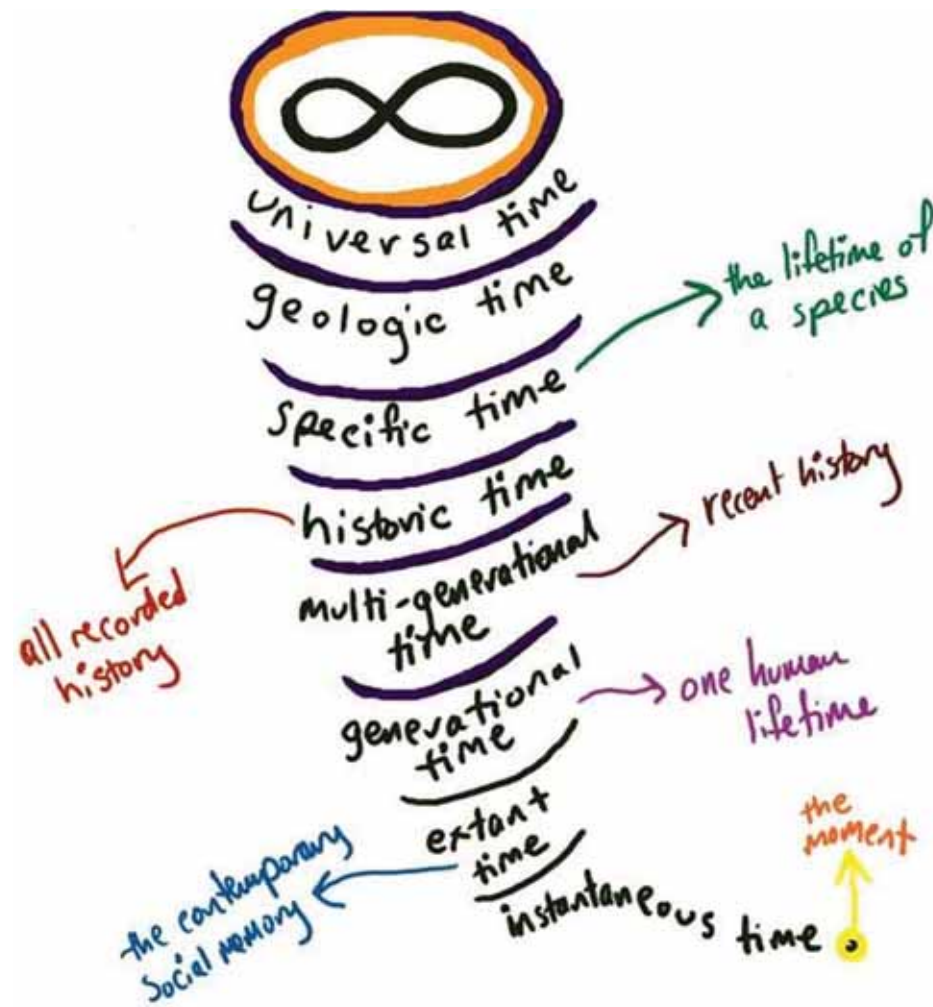 ∞
universal time
geologic time
the lifetime of
a species
specific time
historic time
all recorded
history
multi-generational
time
recent history
generational
time
one human
lifetime
extant
time
the contemporary
social memory
instantaneous time
the
moment